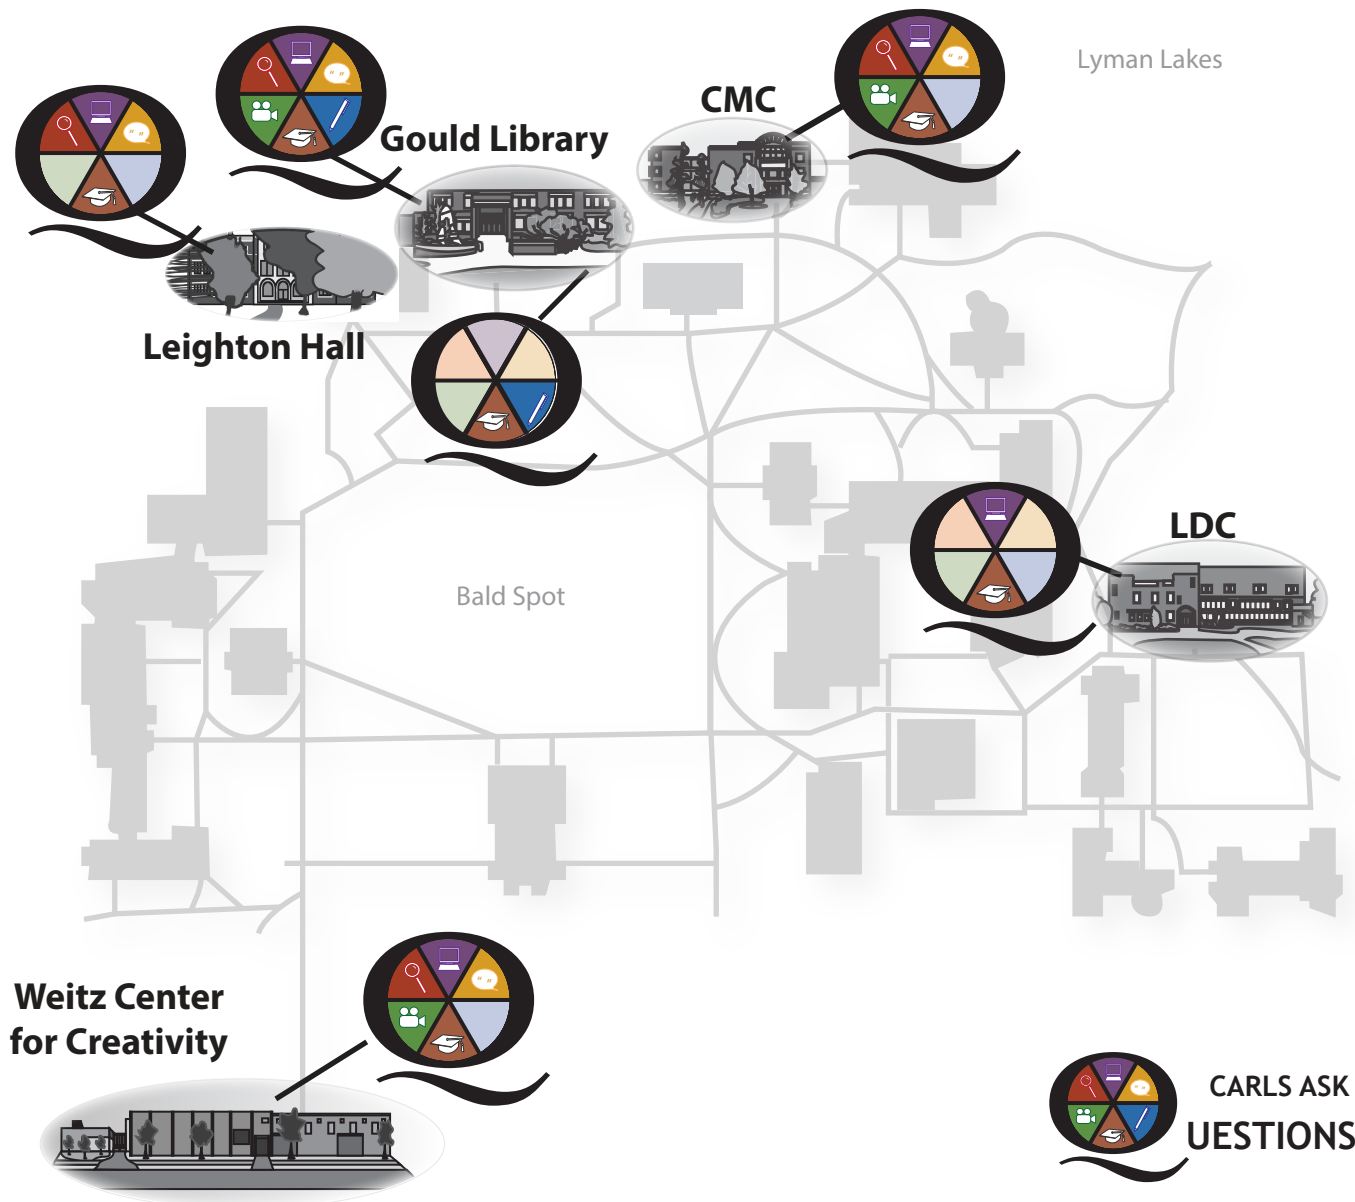 Lyman Lakes
CMC
Gould Library
Leighton Hall
LDC
Bald Spot
Weitz Center
for Creativity
CARLS ASK
UESTIONS